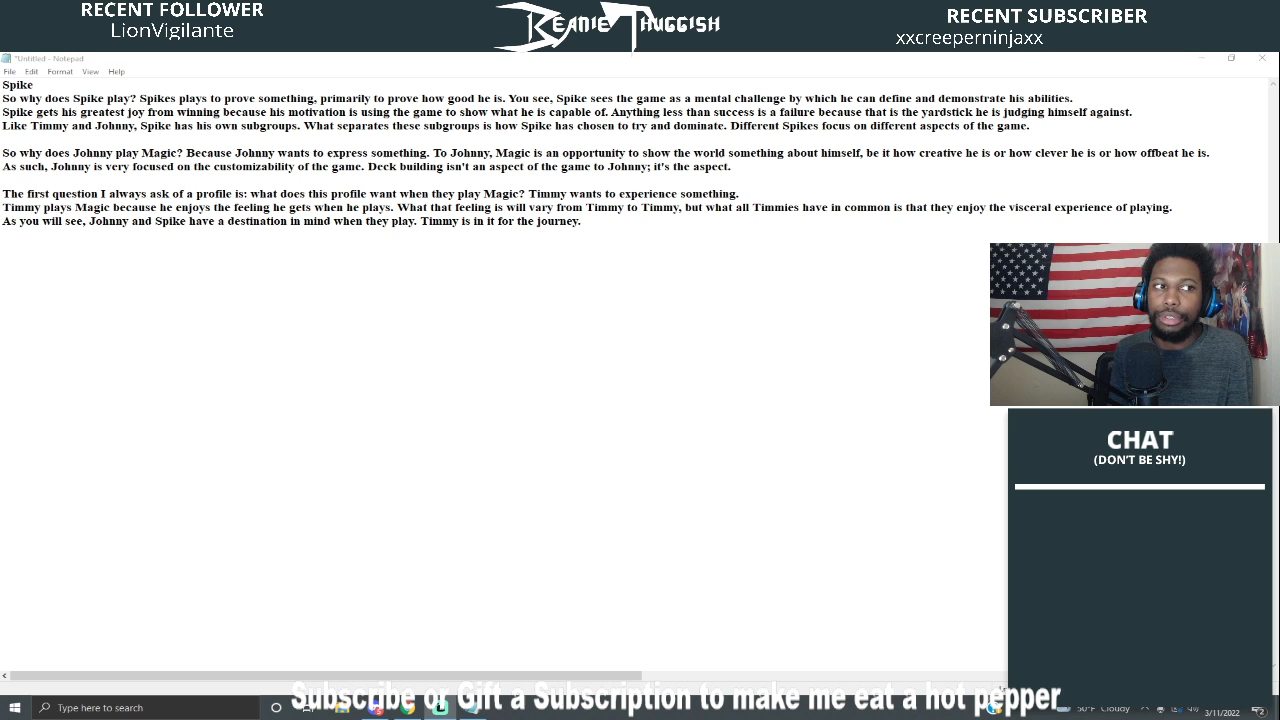 RECENT FOLLOWER
LionVigilante
BEANIE THUGGISH
RECENT SUBSCRIBER
xxcreeperninjaxx
*Untitled - Notepad
File Edit Format View Help
Spike
So why does Spike play? Spikes plays to prove something, primarily to prove how good he is. You see, Spike sees the game as a mental challenge by which he can define and demonstrate his abilities.
Spike gets his greatest joy from winning because his motivation is using the game to show what he is capable of. Anything less than success is a failure because that is the yardstick he is judging himself against.
Like Timmy and Johnny, Spike has his own subgroups. What separates these subgroups is how Spike has chosen to try and dominate. Different Spikes focus on different aspects of the game.
So why does Johnny play Magic? Because Johnny wants to express something. To Johnny, Magic is an opportunity to show the world something about himself, be it how creative he is or how clever he is or how offbeat he is.
As such, Johnny is very focused on the customizability of the game. Deck building isn't an aspect of the game to Johnny; it's the aspect.
The first question I always ask of a profile is: what does this profile want when they play Magic? Timmy wants to experience something.
Timmy plays Magic because he enjoys the feeling he gets when he plays. What that feeling is will vary from Timmy to Timmy, but what all Timmies have in common is that they enjoy the visceral experience of playing.
As you will see, Johnny and Spike have a destination in mind when they play. Timmy is in it for the journey.
CHAT
(DON'T BE SHY!)
Subscribe or Gift a Subscription to make me eat a hot pepper
Type here to search
50°F Cloudy
3/11/2022